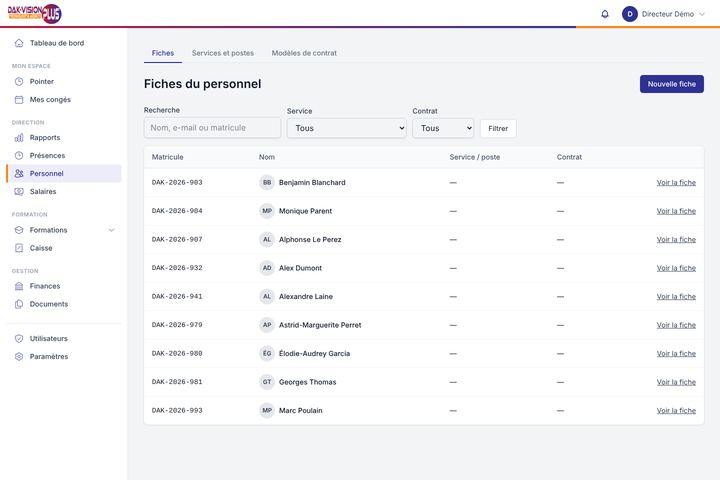 DAK-VISION PLUS
D Directeur Démo
Tableau de bord
MON ESPACE
Pointer
Mes congés
DIRECTION
Rapports
Présences
Personnel
Salaires
FORMATION
Formations
Caisse
GESTION
Finances
Documents
Utilisateurs
Paramètres
Fiches Services et postes Modèles de contrat
Fiches du personnel
Nouvelle fiche
Recherche Service Contrat
Nom, e-mail ou matricule Tous Tous Filtrer
Matricule Nom Service / poste Contrat
DAK-2026-903 BB Benjamin Blanchard — — Voir la fiche
DAK-2026-904 MP Monique Parent — — Voir la fiche
DAK-2026-907 AL Alphonse Le Perez — — Voir la fiche
DAK-2026-932 AD Alex Dumont — — Voir la fiche
DAK-2026-941 AL Alexandre Laine — — Voir la fiche
DAK-2026-979 AP Astrid-Marguerite Perret — — Voir la fiche
DAK-2026-980 ÉG Élodie-Audrey Garcia — — Voir la fiche
DAK-2026-981 GT Georges Thomas — — Voir la fiche
DAK-2026-993 MP Marc Poulain — — Voir la fiche